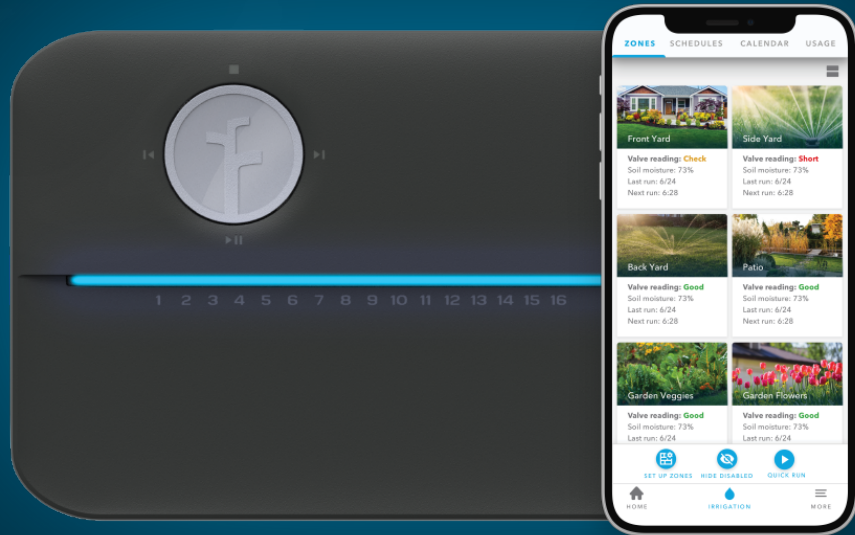 ZONES SCHEDULES CALENDAR USAGE
Front Yard
Valve reading: Check
Soil moisture: 73%
Last run: 6/24
Next run: 6:28
Side Yard
Valve reading: Short
Soil moisture: 73%
Last run: 6/24
Next run: 6:28
Back Yard
Valve reading: Good
Soil moisture: 73%
Last run: 6/24
Next run: 6:28
Patio
Valve reading: Good
Soil moisture: 73%
Last run: 6/24
Next run: 6:28
Garden Veggies
Valve reading: Good
Soil moisture: 73%
Last run: 6/24
Garden Flowers
Valve reading: Good
Soil moisture: 73%
Last run: 6/24
SET UP ZONES HIDE DISABLED QUICK RUN
HOME IRRIGATION MORE
1 2 3 4 5 6 7 8 9 10 11 12 13 14 15 16